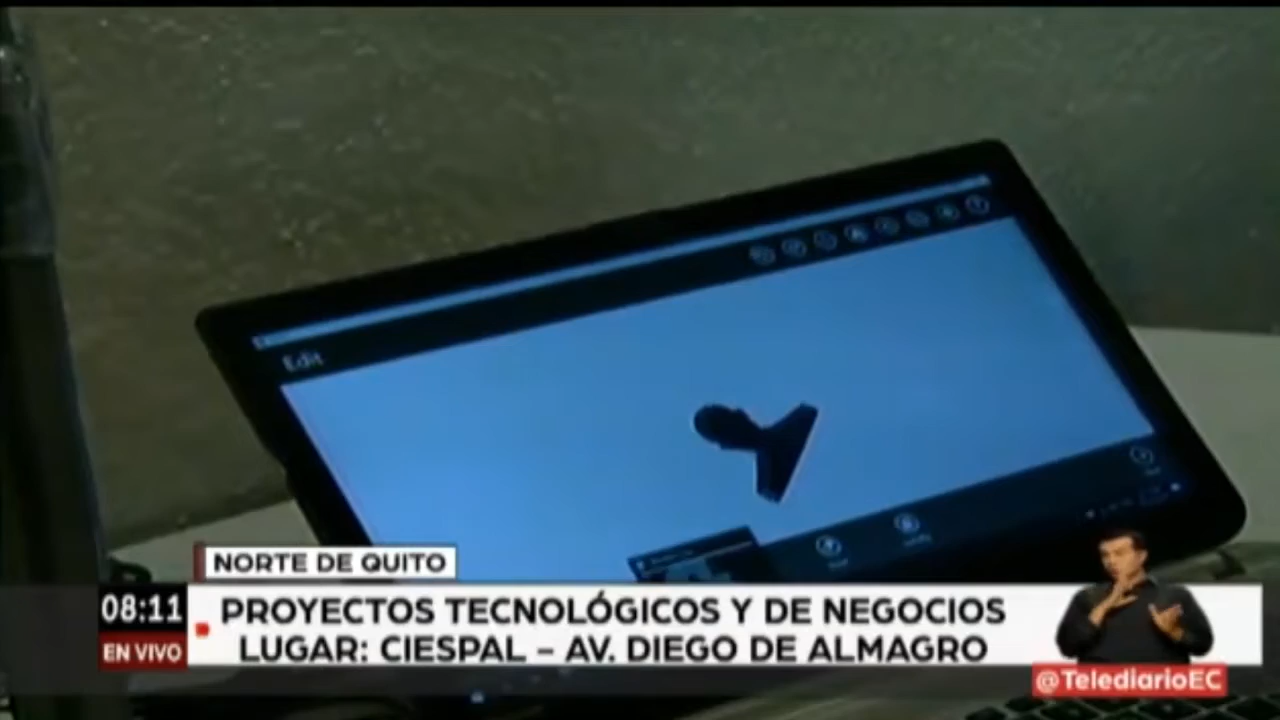 Edit
NORTE DE QUITO
08:11
EN VIVO
PROYECTOS TECNOLÓGICOS Y DE NEGOCIOS
LUGAR: CIESPAL – AV. DIEGO DE ALMAGRO
@TelediarioEC